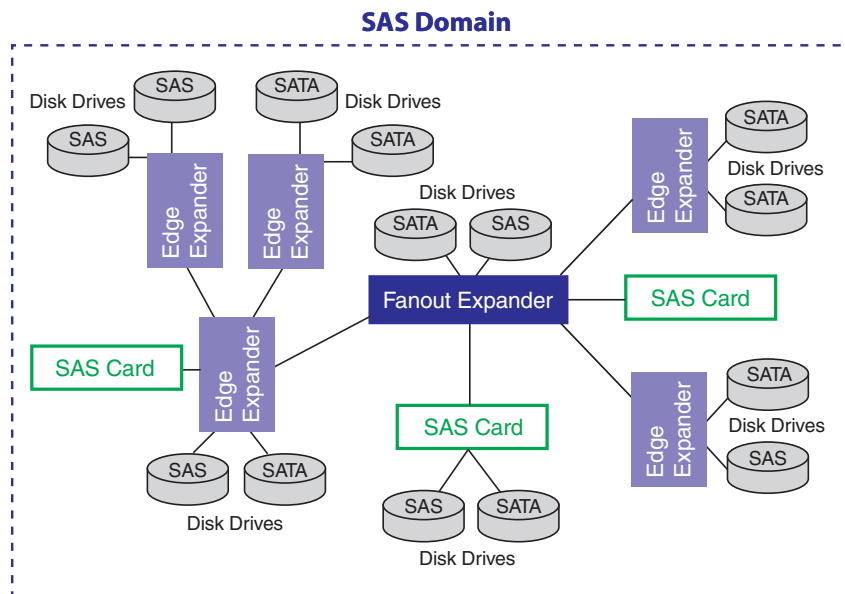 SAS Domain
SAS
SATA
Disk Drives
Disk Drives
SAS
SATA
Edge
Expander
Edge
Expander
SATA
Disk Drives
SATA
Edge
Expander
Disk Drives
SATA
SAS
Fanout Expander
SAS Card
SAS Card
Edge
Expander
SAS
SATA
Disk Drives
SAS Card
SAS
SATA
Disk Drives
Edge
Expander
SATA
Disk Drives
SAS